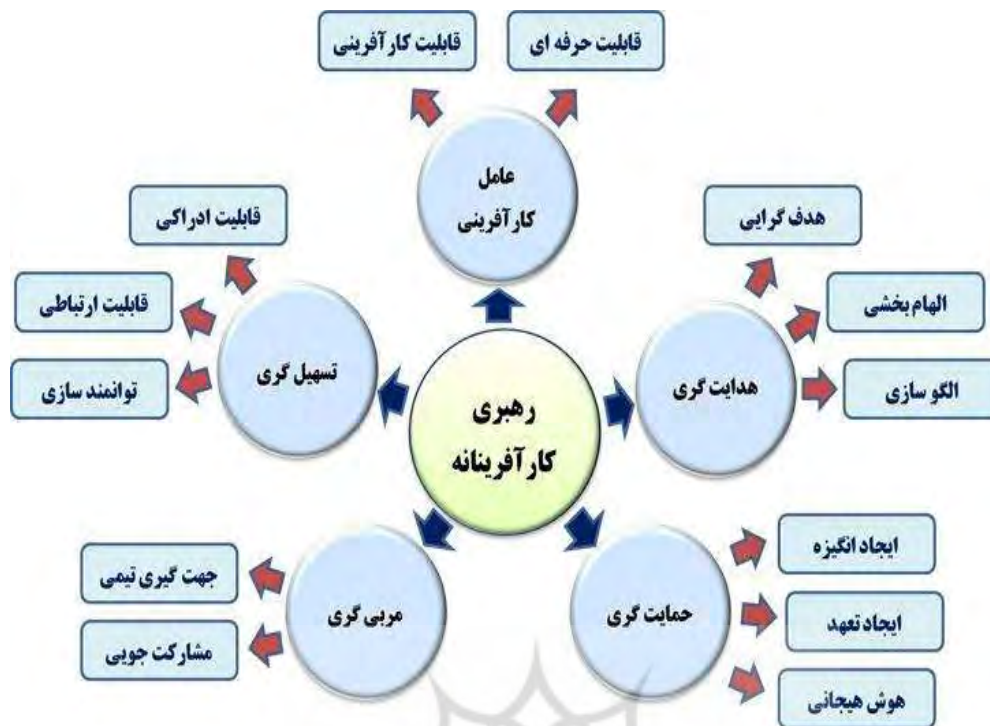 قابلیت حرفه ای
قابلیت کارآفرینی
عامل
کارآفرینی
هدف گرایی
قابلیت ادراکی
الهام بخشی
قابلیت ارتباطی
هدایت گری
تسهیل گری
الگو سازی
توانمند سازی
رهبری
کارآفرینانه
ایجاد انگیزه
جهت گیری تیمی
حمایت گری
مربی گری
ایجاد تعهد
مشارکت جویی
هوش هیجانی